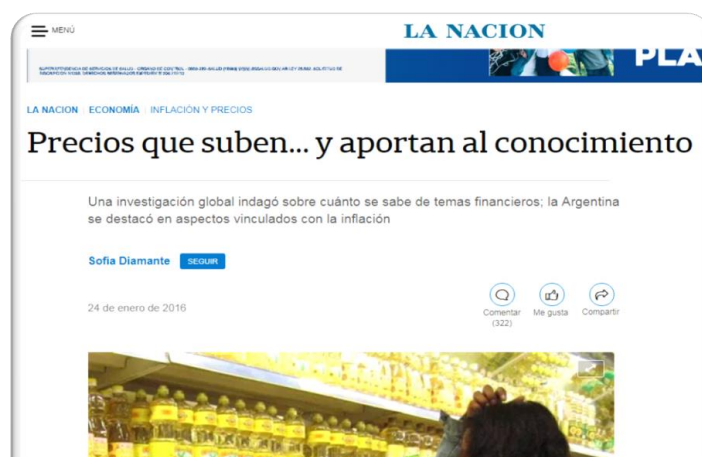 MENÚ
LA NACION
PLA
LA NACION ECONOMÍA INFLACIÓN Y PRECIOS
Precios que suben... y aportan al conocimiento
Una investigación global indagó sobre cuánto se sabe de temas financieros; la Argentina
se destacó en aspectos vinculados con la inflación
Sofía Diamante SEGUIR
24 de enero de 2016
Comentar Me gusta Compartir
(322)